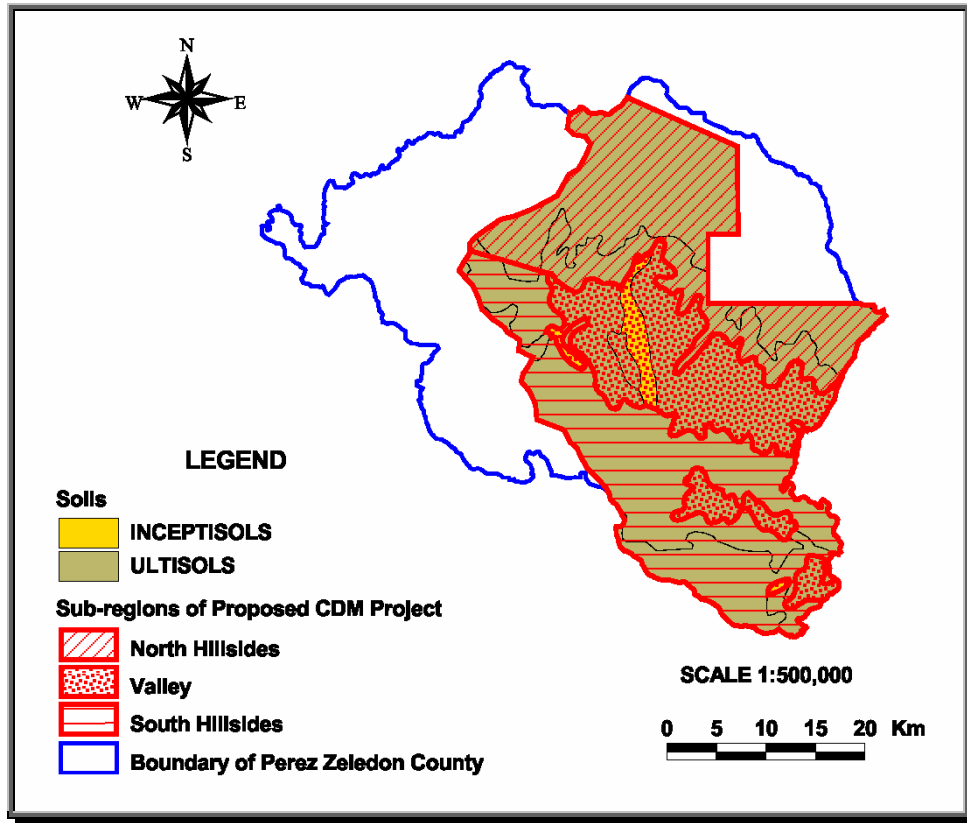 N
W E
S
LEGEND
Soils
INCEPTISOLS
ULTISOLS
Sub-regions of Proposed CDM Project
North Hillsides
Valley
South Hillsides
Boundary of Perez Zeledon County
SCALE 1:500,000
0 5 10 15 20 Km